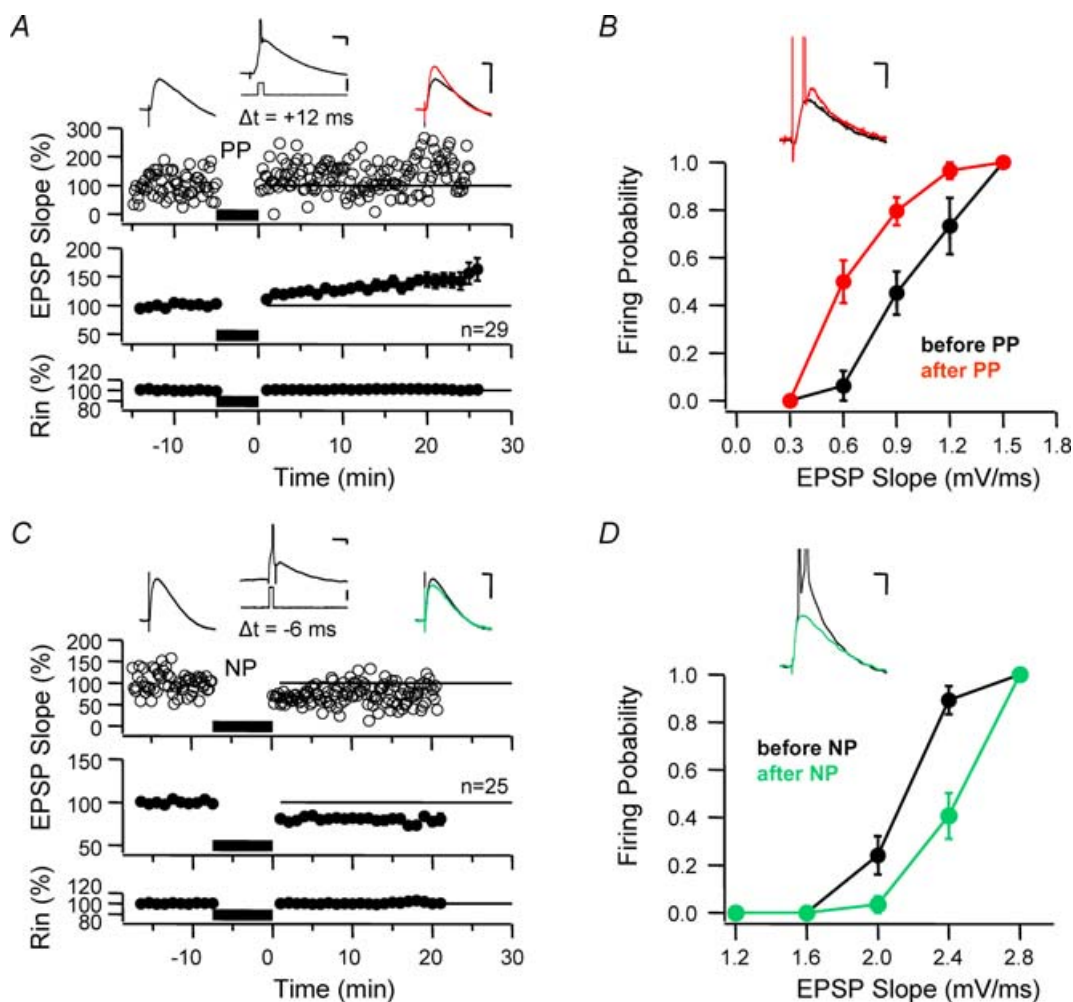 A
Δt = +12 ms
EPSP Slope (%)
300
200
100
0
PP
200
150
100
50
n=29
Rin (%)
120
100
80
-10 0 10 20 30
Time (min)
B
Firing Probability
1.0
0.8
0.6
0.4
0.2
0.0
before PP
after PP
0.0 0.3 0.6 0.9 1.2 1.5 1.8
EPSP Slope (mV/ms)
C
Δt = -6 ms
EPSP Slope (%)
200
150
100
50
0
NP
150
100
50
n=25
Rin (%)
120
100
80
-10 0 10 20 30
Time (min)
D
Firing Pobability
1.0
0.8
0.6
0.4
0.2
0.0
before NP
after NP
1.2 1.6 2.0 2.4 2.8
EPSP Slope (mV/ms)